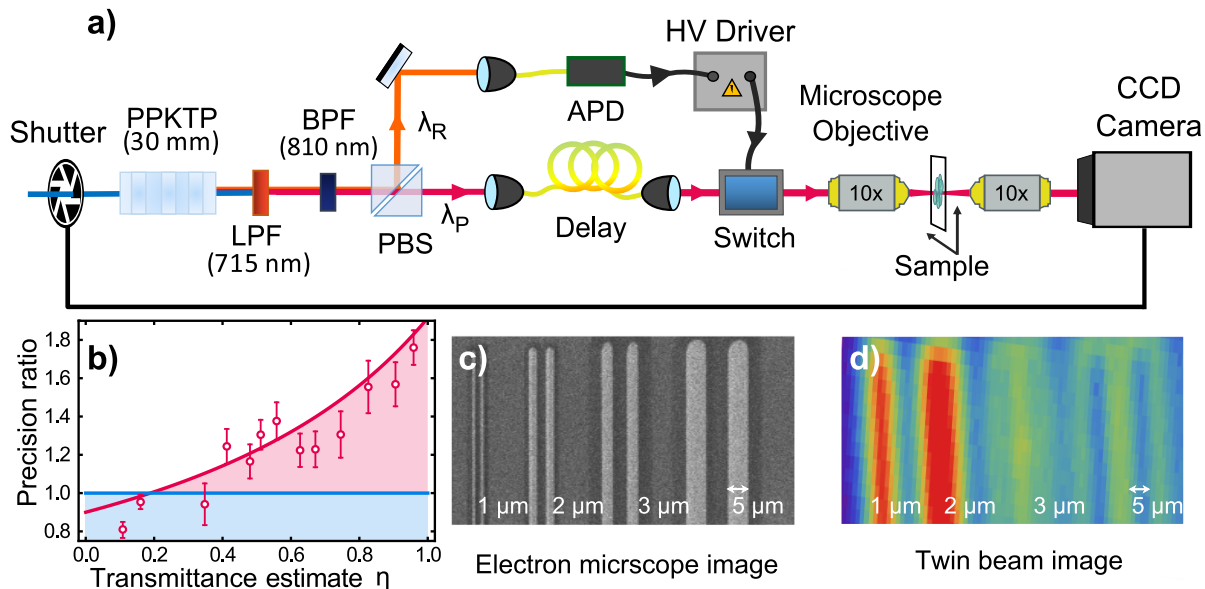 a)
HV Driver
Shutter
PPKTP
(30 mm)
BPF
(810 nm)
λR
APD
Microscope
Objective
CCD
Camera
10x
10x
LPF
(715 nm)
PBS
λP
Delay
Switch
Sample
b)
Precision ratio
1.8
1.6
1.4
1.2
1.0
0.8
0.0
0.2
0.4
0.6
0.8
1.0
Transmittance estimate η
c)
1 μm
2 μm
3 μm
5 μm
Electron micrscope image
d)
1 μm
2 μm
3 μm
5 μm
Twin beam image